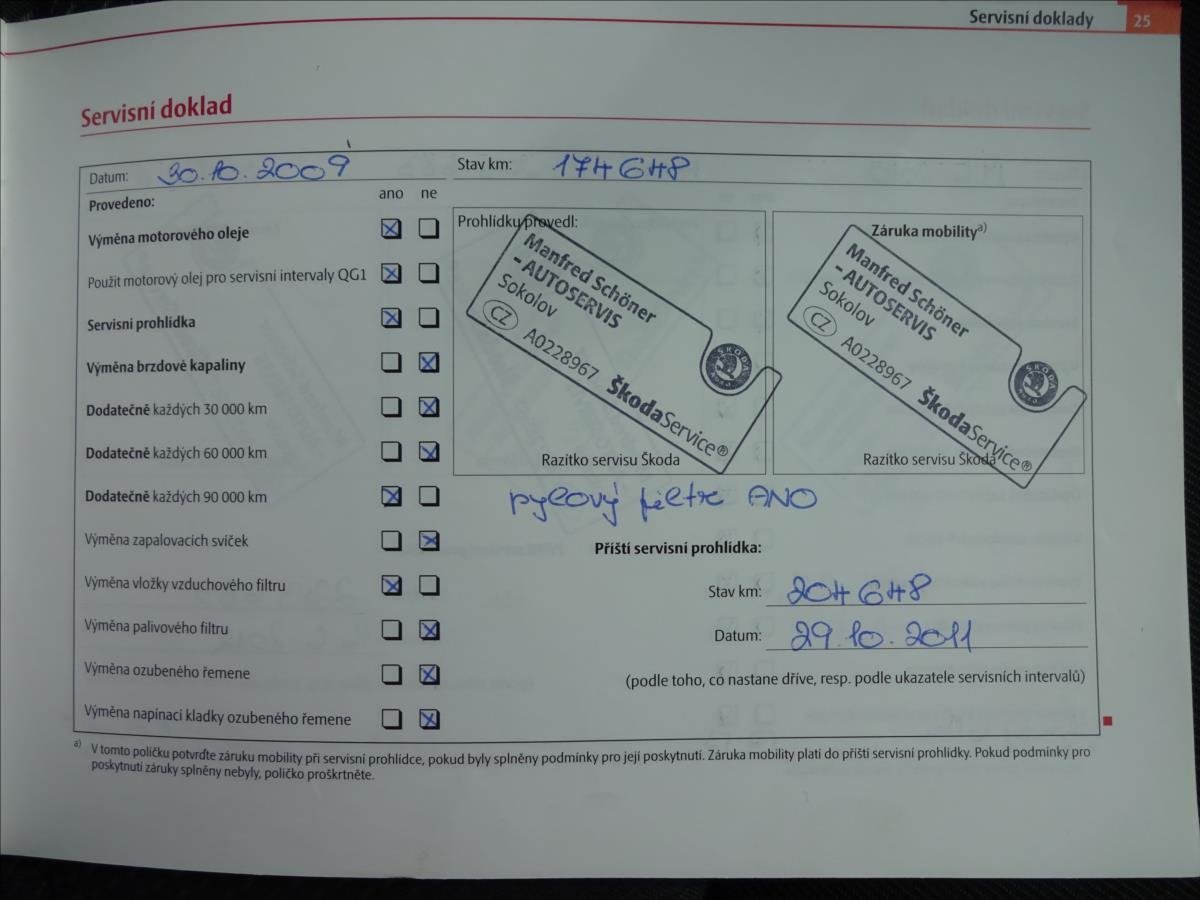 Servisní doklady 25
Servisní doklad
Datum: 30.10.2009 Stav km: 174 648
Provedeno: ano ne
Výměna motorového oleje
Použit motorový olej pro servisní intervaly QG1
Servisní prohlídka
Výměna brzdové kapaliny
Dodatečně každých 30 000 km
Dodatečně každých 60 000 km
Dodatečně každých 90 000 km
Výměna zapalovacích svíček
Výměna vložky vzduchového filtru
Výměna palivového filtru
Výměna ozubeného řemene
Výměna napínací kladky ozubeného řemene
Prohlídku provedl:
Manfred Schöner
- AUTOSERVIS
Sokolov
CZ A0228967
ŠKODA
ŠkodaService®
Razítko servisu Škoda
Záruka mobility a)
Manfred Schöner
- AUTOSERVIS
Sokolov
CZ A0228967
ŠKODA
ŠkodaService®
Razítko servisu Škoda
pylový filtr ANO
Příští servisní prohlídka:
Stav km: 204 648
Datum: 29.10.2011
(podle toho, co nastane dříve, resp. podle ukazatele servisních intervalů)
a) V tomto políčku potvrďte záruku mobility při servisní prohlídce, pokud byly splněny podmínky pro její poskytnutí. Záruka mobility platí do příští servisní prohlídky. Pokud podmínky pro
poskytnutí záruky splněny nebyly, políčko proškrtněte.